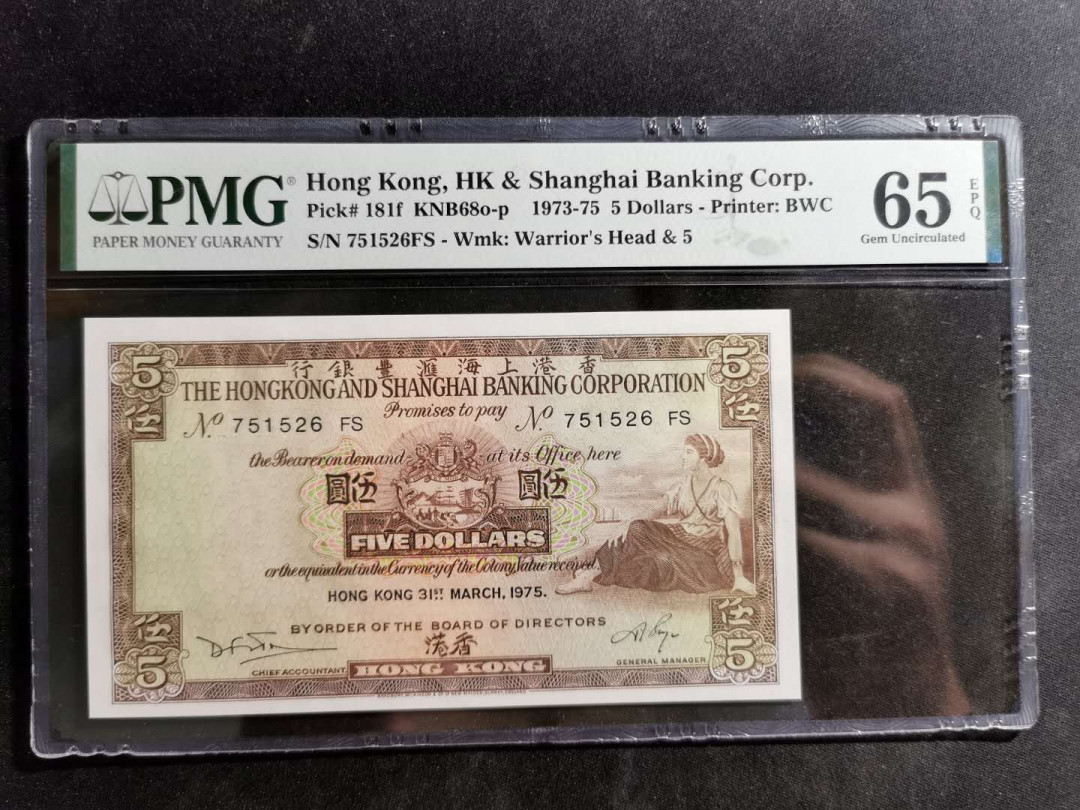 PMG®
PAPER MONEY GUARANTY
Hong Kong, HK & Shanghai Banking Corp.
Pick# 181f KNB68o-p 1973-75 5 Dollars - Printer: BWC
S/N 751526FS - Wmk: Warrior's Head & 5
65 EPQ
Gem Uncirculated
5 5
行銀豐滙海上港香
THE HONGKONG AND SHANGHAI BANKING CORPORATION
伍 伍
Promises to pay
Nº 751526 FS Nº 751526 FS
the Bearer on demand at its Office here
圓伍 圓伍
FIVE DOLLARS
or the equivalent in the Currency of the Colony, Value received.
HONG KONG 31ST MARCH, 1975.
BY ORDER OF THE BOARD OF DIRECTORS
伍 伍
港香
CHIEF ACCOUNTANT HONG KONG GENERAL MANAGER
5 5